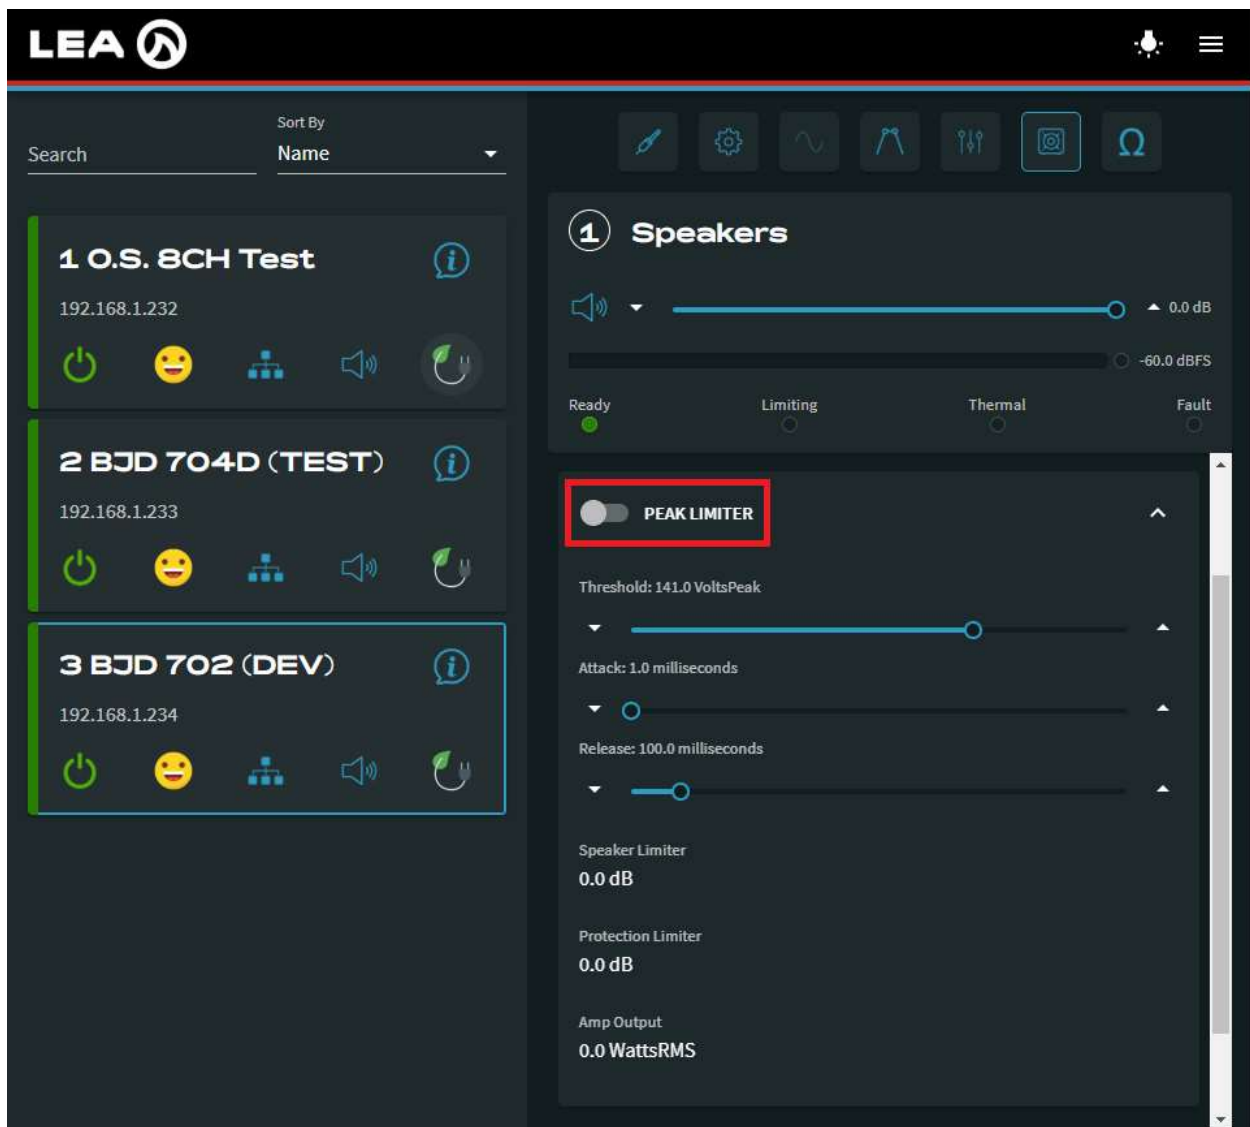 LEA
Search
Sort By
Name
1 O.S. 8CH Test
192.168.1.232
2 BJD 704D (TEST)
192.168.1.233
3 BJD 702 (DEV)
192.168.1.234
Ω
1 Speakers
0.0 dB
-60.0 dBFS
Ready Limiting Thermal Fault
PEAK LIMITER
Threshold: 141.0 VoltsPeak
Attack: 1.0 milliseconds
Release: 100.0 milliseconds
Speaker Limiter
0.0 dB
Protection Limiter
0.0 dB
Amp Output
0.0 WattsRMS